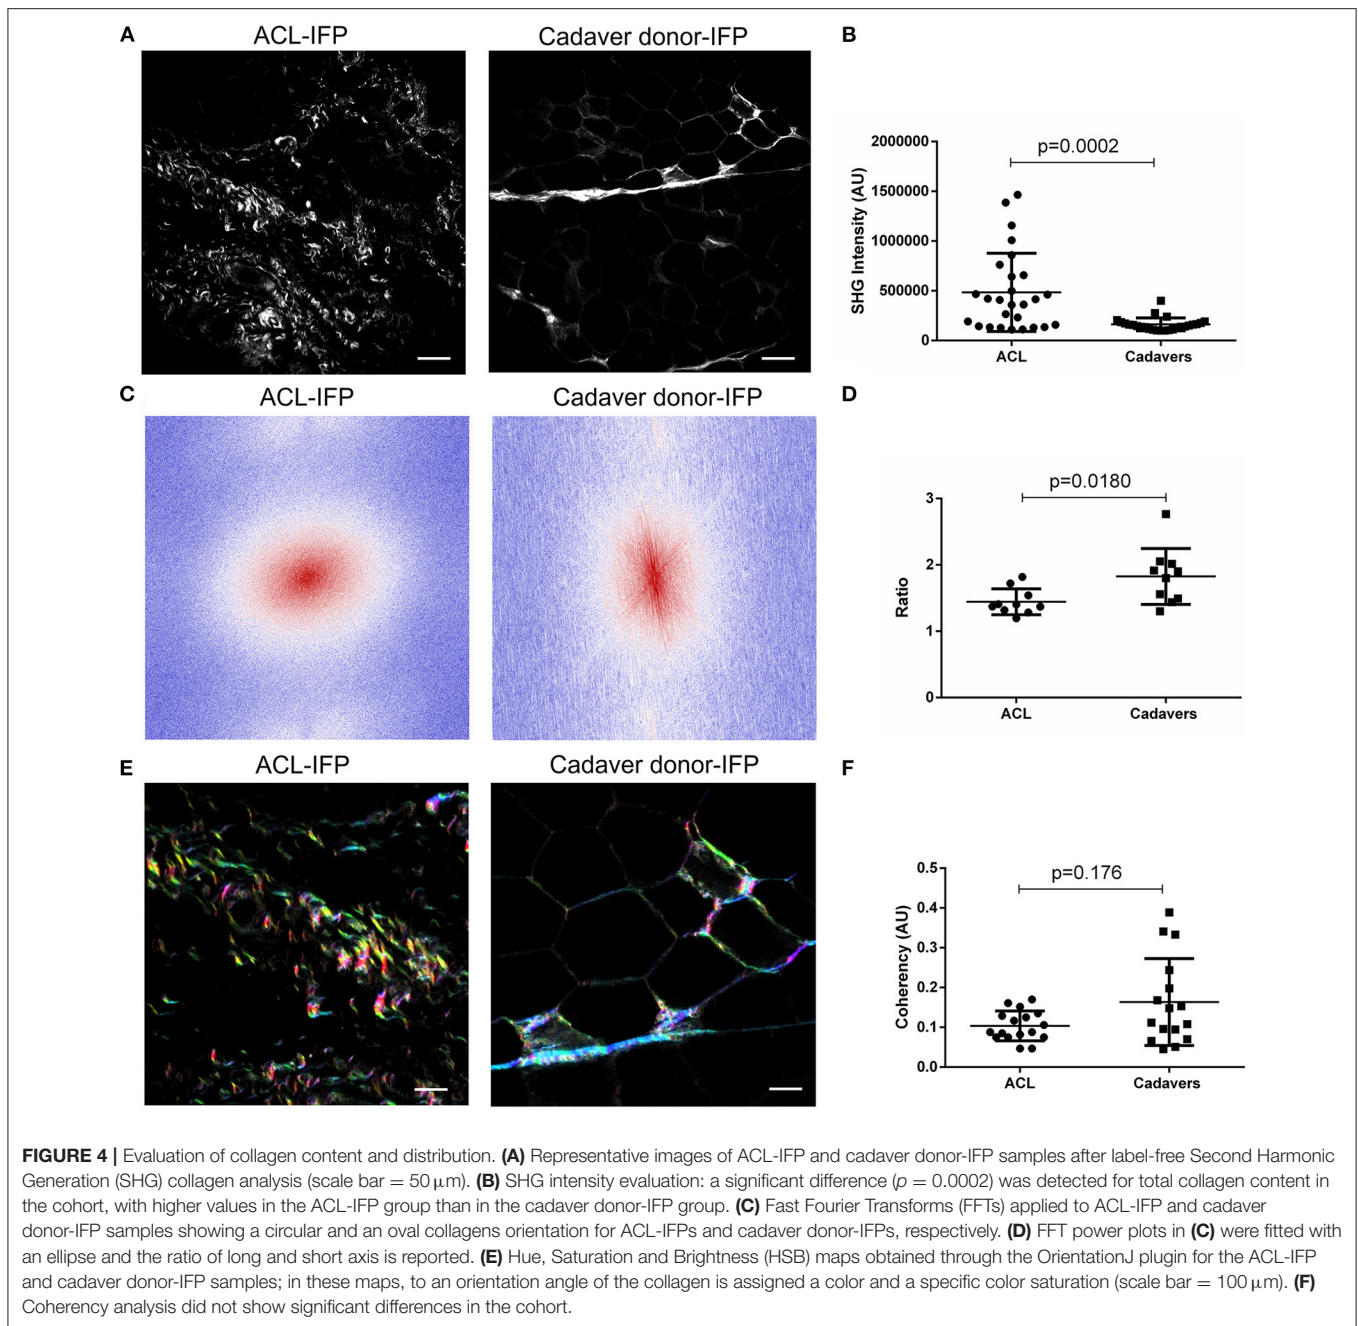 A
ACL-IFP
Cadaver donor-IFP
B
2000000
1500000
1000000
500000
0
SHG Intensity (AU)
p=0.0002
ACL
Cadavers
C
ACL-IFP
Cadaver donor-IFP
D
3
2
1
0
Ratio
p=0.0180
ACL
Cadavers
E
ACL-IFP
Cadaver donor-IFP
F
0.5
0.4
0.3
0.2
0.1
0.0
Coherency (AU)
p=0.176
ACL
Cadavers
FIGURE 4 | Evaluation of collagen content and distribution. (A) Representative images of ACL-IFP and cadaver donor-IFP samples after label-free Second Harmonic
Generation (SHG) collagen analysis (scale bar = 50 μm). (B) SHG intensity evaluation: a significant difference (p = 0.0002) was detected for total collagen content in
the cohort, with higher values in the ACL-IFP group than in the cadaver donor-IFP group. (C) Fast Fourier Transforms (FFTs) applied to ACL-IFP and cadaver
donor-IFP samples showing a circular and an oval collagens orientation for ACL-IFPs and cadaver donor-IFPs, respectively. (D) FFT power plots in (C) were fitted with
an ellipse and the ratio of long and short axis is reported. (E) Hue, Saturation and Brightness (HSB) maps obtained through the OrientationJ plugin for the ACL-IFP
and cadaver donor-IFP samples; in these maps, to an orientation angle of the collagen is assigned a color and a specific color saturation (scale bar = 100 μm). (F)
Coherency analysis did not show significant differences in the cohort.